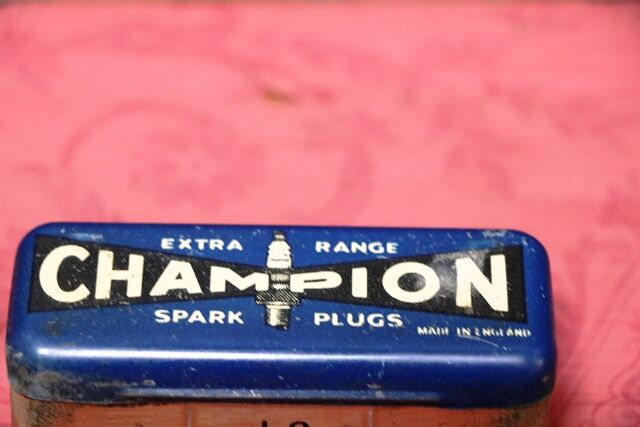 EXTRA RANGE
CHAMPION
SPARK PLUGS
MADE IN ENGLAND